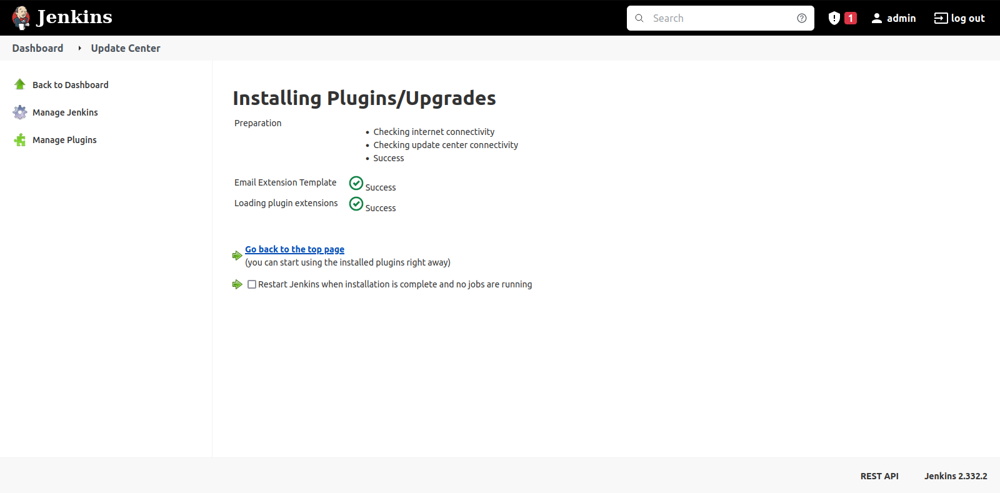 Jenkins
Search
1
admin
log out
Dashboard
Update Center
Back to Dashboard
Manage Jenkins
Manage Plugins
Installing Plugins/Upgrades
Preparation
Checking internet connectivity
Checking update center connectivity
Success
Email Extension Template
Success
Loading plugin extensions
Success
Go back to the top page
(you can start using the installed plugins right away)
Restart Jenkins when installation is complete and no jobs are running
REST API
Jenkins 2.332.2